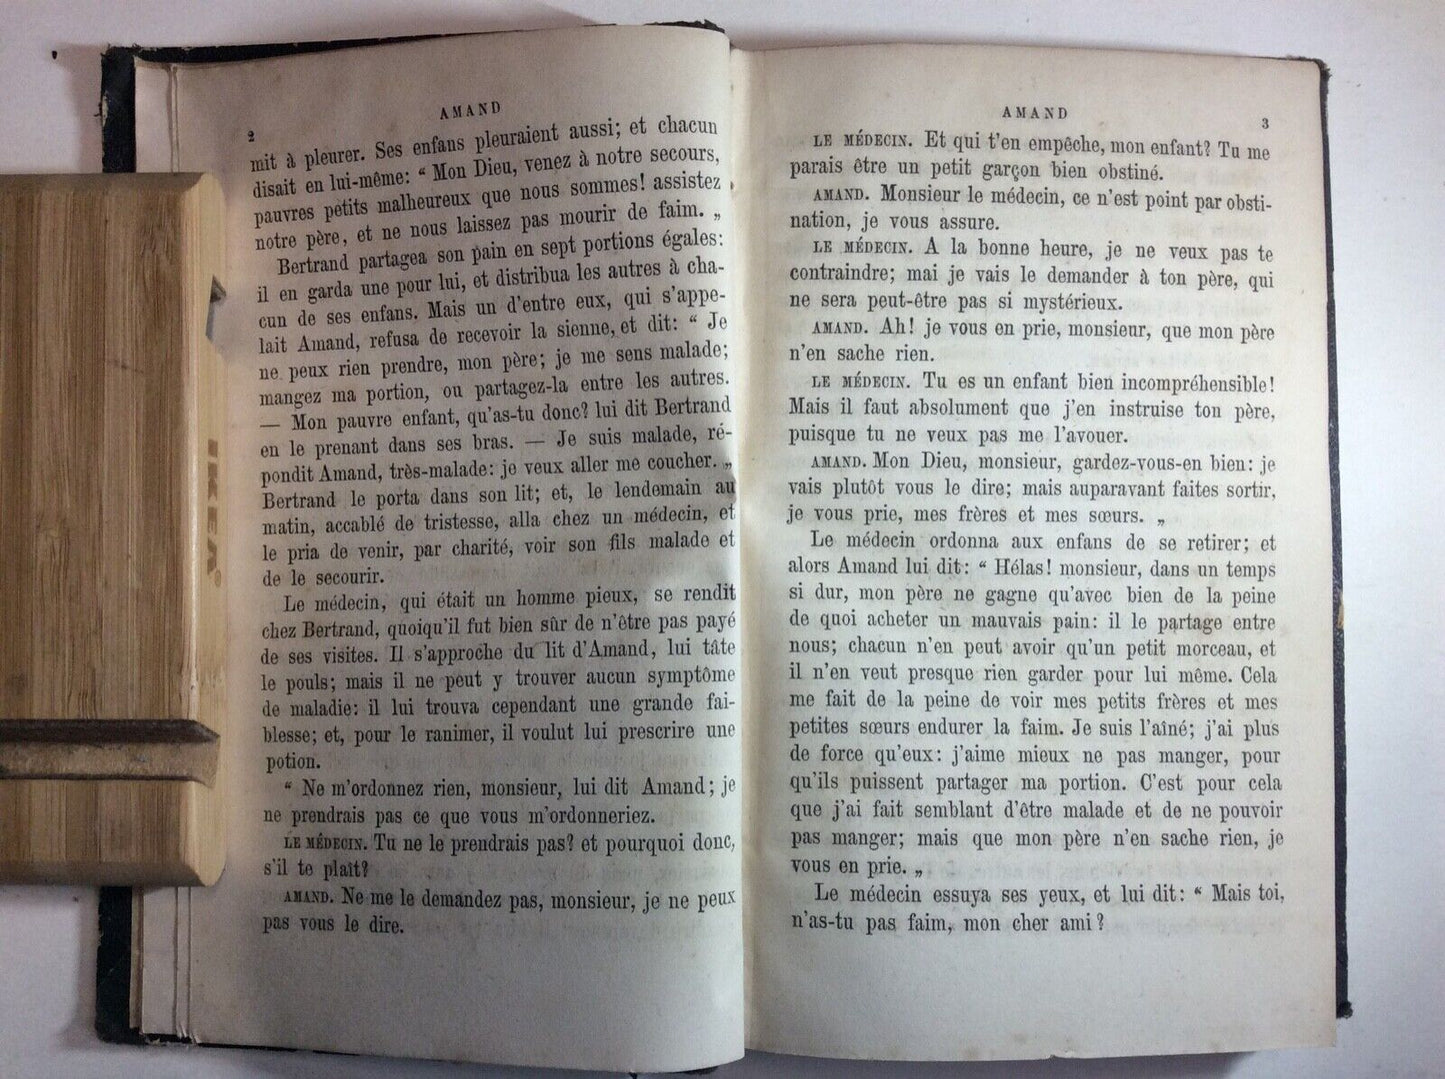 IKEA®
AMAND
2
mit à pleurer. Ses enfans pleuraient aussi; et chacun
disait en lui-même: “ Mon Dieu, venez à notre secours,
pauvres petits malheureux que nous sommes! assistez
notre père, et ne nous laissez pas mourir de faim. „
Bertrand partagea son pain en sept portions égales:
il en garda une pour lui, et distribua les autres à cha-
cun de ses enfans. Mais un d'entre eux, qui s'appe-
lait Amand, refusa de recevoir la sienne, et dit: “ Je
ne peux rien prendre, mon père; je me sens malade;
mangez ma portion, ou partagez-la entre les autres.
— Mon pauvre enfant, qu'as-tu donc? lui dit Bertrand
en le prenant dans ses bras. — Je suis malade, ré-
pondit Amand, très-malade: je veux aller me coucher. „
Bertrand le porta dans son lit; et, le lendemain au
matin, accablé de tristesse, alla chez un médecin, et
le pria de venir, par charité, voir son fils malade et
de le secourir.
Le médecin, qui était un homme pieux, se rendit
chez Bertrand, quoiqu'il fut bien sûr de n'être pas payé
de ses visites. Il s'approche du lit d'Amand, lui tâte
le pouls; mais il ne peut y trouver aucun symptôme
de maladie: il lui trouva cependant une grande fai-
blesse; et, pour le ranimer, il voulut lui prescrire une
potion.
“ Ne m'ordonnez rien, monsieur, lui dit Amand; je
ne prendrais pas ce que vous m'ordonneriez.
LE MÉDECIN. Tu ne le prendrais pas? et pourquoi donc,
s'il te plaît?
AMAND. Ne me le demandez pas, monsieur, je ne peux
pas vous le dire.
AMAND
3
LE MÉDECIN. Et qui t'en empêche, mon enfant? Tu me
parais être un petit garçon bien obstiné.
AMAND. Monsieur le médecin, ce n'est point par obsti-
nation, je vous assure.
LE MÉDECIN. A la bonne heure, je ne veux pas te
contraindre; mai je vais le demander à ton père, qui
ne sera peut-être pas si mystérieux.
AMAND. Ah! je vous en prie, monsieur, que mon père
n'en sache rien.
LE MÉDECIN. Tu es un enfant bien incompréhensible!
Mais il faut absolument que j'en instruise ton père,
puisque tu ne veux pas me l'avouer.
AMAND. Mon Dieu, monsieur, gardez-vous-en bien: je
vais plutôt vous le dire; mais auparavant faites sortir,
je vous prie, mes frères et mes sœurs. „
Le médecin ordonna aux enfans de se retirer; et
alors Amand lui dit: “ Hélas! monsieur, dans un temps
si dur, mon père ne gagne qu'avec bien de la peine
de quoi acheter un mauvais pain: il le partage entre
nous; chacun n'en peut avoir qu'un petit morceau, et
il n'en veut presque rien garder pour lui même. Cela
me fait de la peine de voir mes petits frères et mes
petites sœurs endurer la faim. Je suis l'aîné; j'ai plus
de force qu'eux: j'aime mieux ne pas manger, pour
qu'ils puissent partager ma portion. C'est pour cela
que j'ai fait semblant d'être malade et de ne pouvoir
pas manger; mais que mon père n'en sache rien, je
vous en prie. „
Le médecin essuya ses yeux, et lui dit: “ Mais toi,
n'as-tu pas faim, mon cher ami?